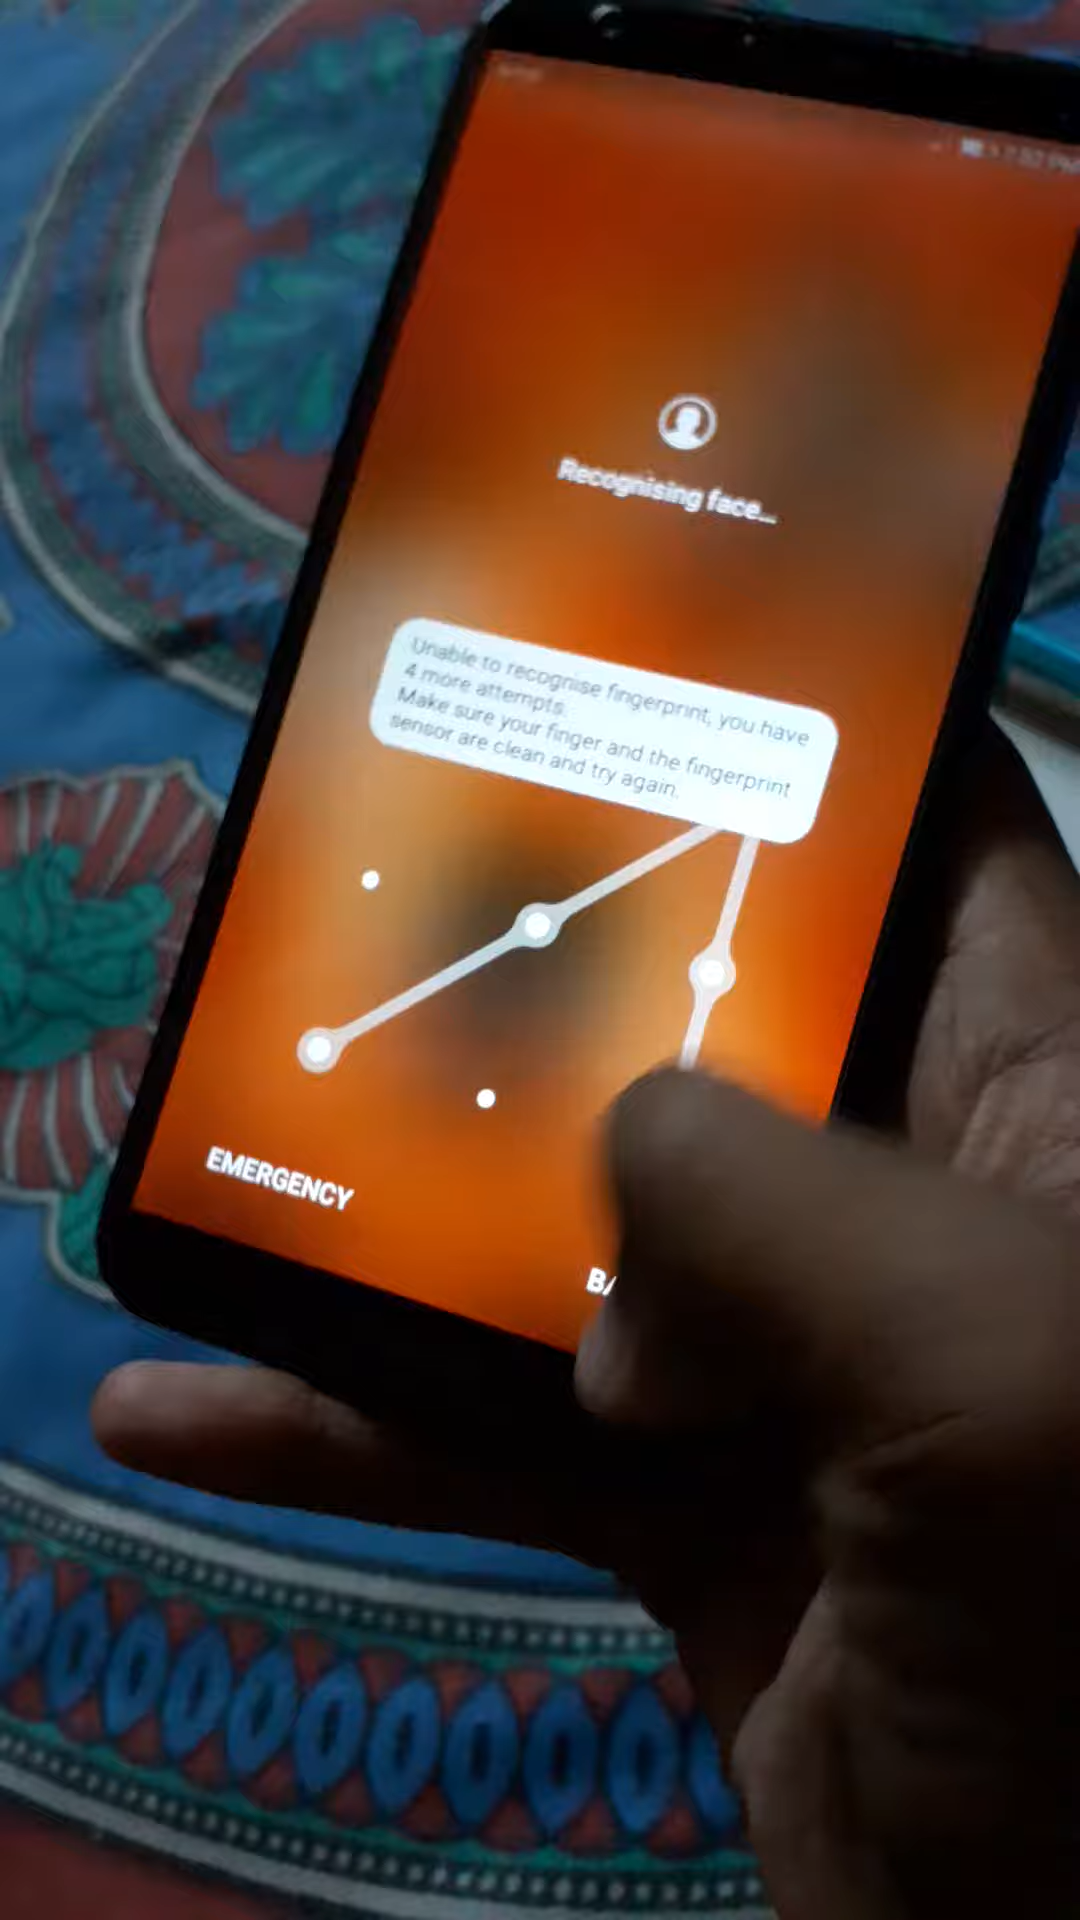 Recognising face...
Unable to recognise fingerprint, you have
4 more attempts.
Make sure your finger and the fingerprint
sensor are clean and try again.
EMERGENCY
BA